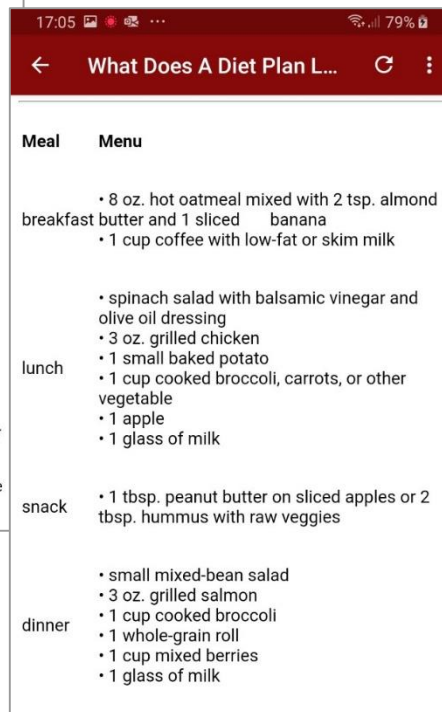 17:05 ... 79%
← What Does A Diet Plan L...
Meal Menu
• 8 oz. hot oatmeal mixed with 2 tsp. almond
breakfast butter and 1 sliced banana
• 1 cup coffee with low-fat or skim milk
• spinach salad with balsamic vinegar and
olive oil dressing
• 3 oz. grilled chicken
lunch • 1 small baked potato
• 1 cup cooked broccoli, carrots, or other
vegetable
• 1 apple
• 1 glass of milk
snack • 1 tbsp. peanut butter on sliced apples or 2
tbsp. hummus with raw veggies
• small mixed-bean salad
• 3 oz. grilled salmon
dinner • 1 cup cooked broccoli
• 1 whole-grain roll
• 1 cup mixed berries
• 1 glass of milk